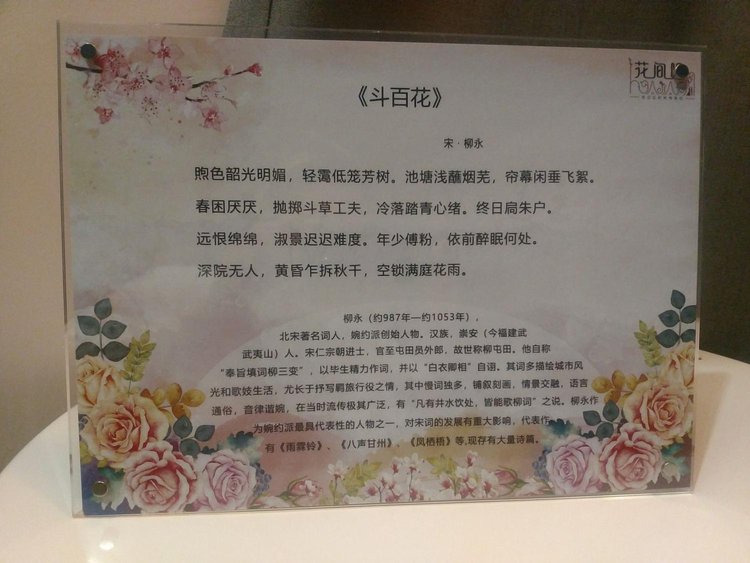 花间
《斗百花》
宋·柳永
煦色韶光明媚，轻霭低笼芳树。池塘浅蘸烟芜，帘幕闲垂飞絮。
春困厌厌，抛掷斗草工夫，冷落踏青心绪。终日扃朱户。
远恨绵绵，淑景迟迟难度。年少傅粉，依前醉眠何处。
深院无人，黄昏乍拆秋千，空锁满庭花雨。
柳永（约987年—约1053年），
北宋著名词人，婉约派创始人物。汉族，崇安（今福建武
武夷山）人。宋仁宗朝进士，官至屯田员外郎，故世称柳屯田。他自称
“奉旨填词柳三变”，以毕生精力作词，并以“白衣卿相”自诩。其词多描绘城市风
光和歌妓生活，尤长于抒写羁旅行役之情，其中慢词独多，铺叙刻画，情景交融，语言
通俗，音律谐婉，在当时流传极其广泛，有“凡有井水饮处，皆能歌柳词”之说。柳永作
为婉约派最具代表性的人物之一，对宋词的发展有重大影响，代表作
有《雨霖铃》、《八声甘州》、《凤栖梧》等,现存有大量诗篇。